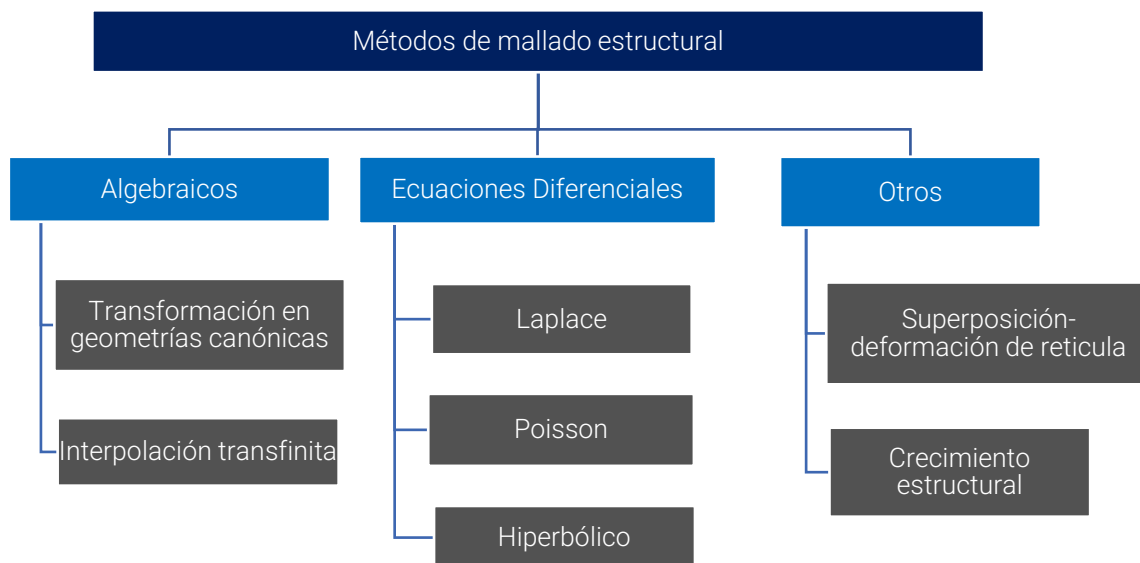 Métodos de mallado estructural
Algebraicos
Ecuaciones Diferenciales
Otros
Transformación en
geometrías canónicas
Interpolación transfinita
Laplace
Poisson
Hiperbólico
Superposición-
deformación de reticula
Crecimiento
estructural